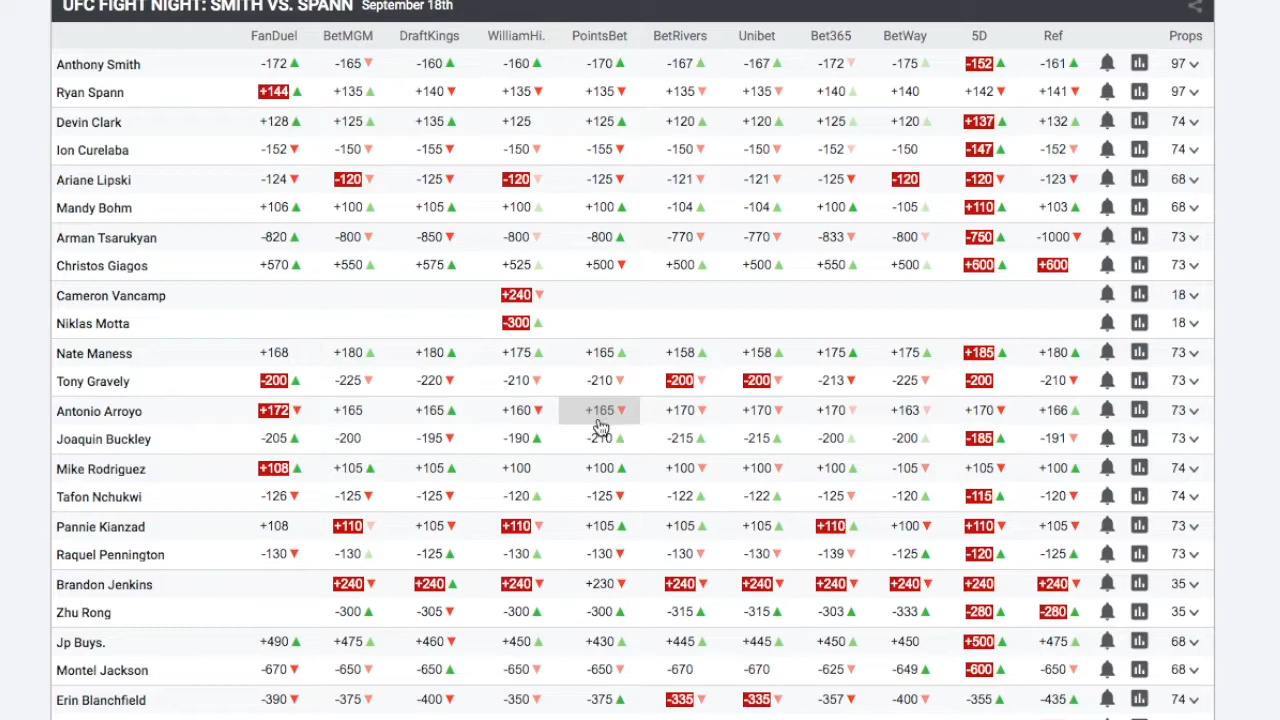 UFC FIGHT NIGHT: SMITH VS. SPANN September 18th
FanDuel BetMGM DraftKings WilliamHi. PointsBet BetRivers Unibet Bet365 BetWay 5D Ref Props
Anthony Smith -172 -165 -160 -160 -170 -167 -167 -172 -175 -152 -161 97
Ryan Spann +144 +135 +140 +135 +135 +135 +135 +140 +140 +142 +141 97
Devin Clark +128 +125 +135 +125 +125 +120 +120 +125 +120 +137 +132 74
Ion Curelaba -152 -150 -155 -150 -155 -150 -150 -152 -150 -147 -152 74
Ariane Lipski -124 -120 -125 -120 -125 -121 -121 -125 -120 -120 -123 68
Mandy Bohm +106 +100 +105 +100 +100 -104 -104 +100 -105 +110 +103 68
Arman Tsarukyan -820 -800 -850 -800 -800 -770 -770 -833 -800 -750 -1000 73
Christos Giagos +570 +550 +575 +525 +500 +500 +500 +550 +500 +600 +600 73
Cameron Vancamp +240 18
Niklas Motta -300 18
Nate Maness +168 +180 +180 +175 +165 +158 +158 +175 +175 +185 +180 73
Tony Gravely -200 -225 -220 -210 -210 -200 -200 -213 -225 -200 -210 73
Antonio Arroyo +172 +165 +165 +160 +165 +170 +170 +170 +163 +170 +166 73
Joaquin Buckley -205 -200 -195 -190 -215 -215 -200 -200 -185 -191 73
Mike Rodriguez +108 +105 +105 +100 +100 +100 +100 +100 -105 +105 +100 74
Tafon Nchukwi -126 -125 -125 -120 -125 -122 -122 -125 -120 -115 -120 74
Pannie Kianzad +108 +110 +105 +110 +105 +105 +105 +110 +100 +110 +105 73
Raquel Pennington -130 -130 -125 -130 -130 -130 -130 -139 -125 -120 -125 73
Brandon Jenkins +240 +240 +240 +230 +240 +240 +240 +240 +240 +240 35
Zhu Rong -300 -305 -300 -300 -315 -315 -303 -333 -280 -280 35
Jp Buys. +490 +475 +460 +450 +430 +445 +445 +450 +450 +500 +475 68
Montel Jackson -670 -650 -650 -650 -650 -670 -670 -625 -649 -600 -650 68
Erin Blanchfield -390 -375 -400 -350 -375 -335 -335 -357 -400 -355 -435 74